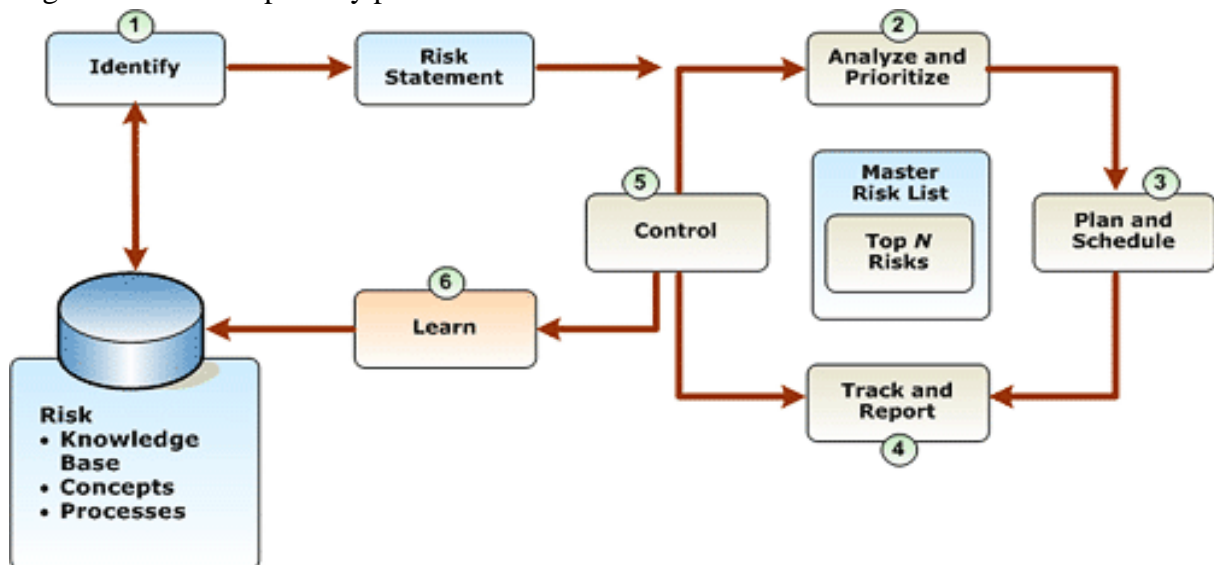 1
Identify
Risk
Statement
2
Analyze and
Prioritize
5
Control
Master
Risk List
Top N
Risks
3
Plan and
Schedule
6
Learn
Track and
Report
4
Risk
• Knowledge
Base
• Concepts
• Processes